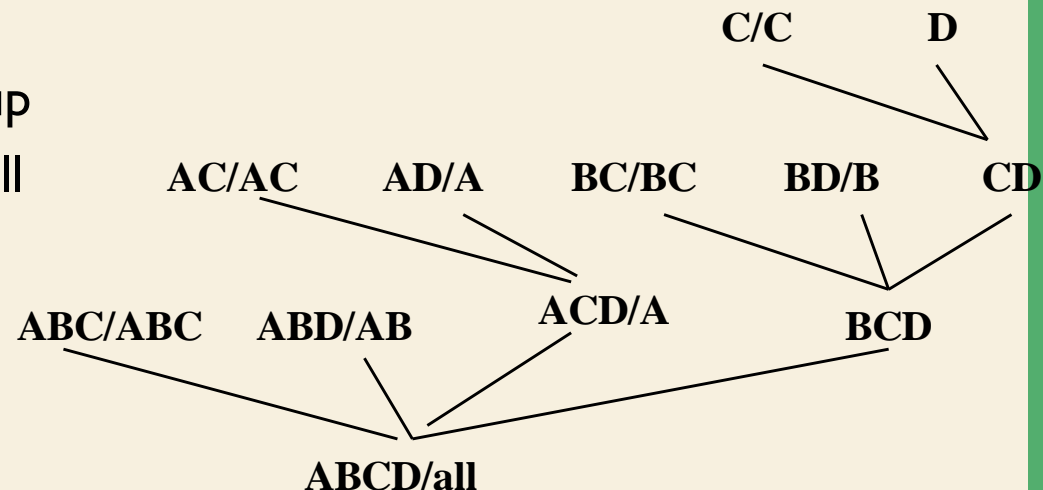 C/C D
AC/AC AD/A BC/BC BD/B CD
ABC/ABC ABD/AB ACD/A BCD
ABCD/all